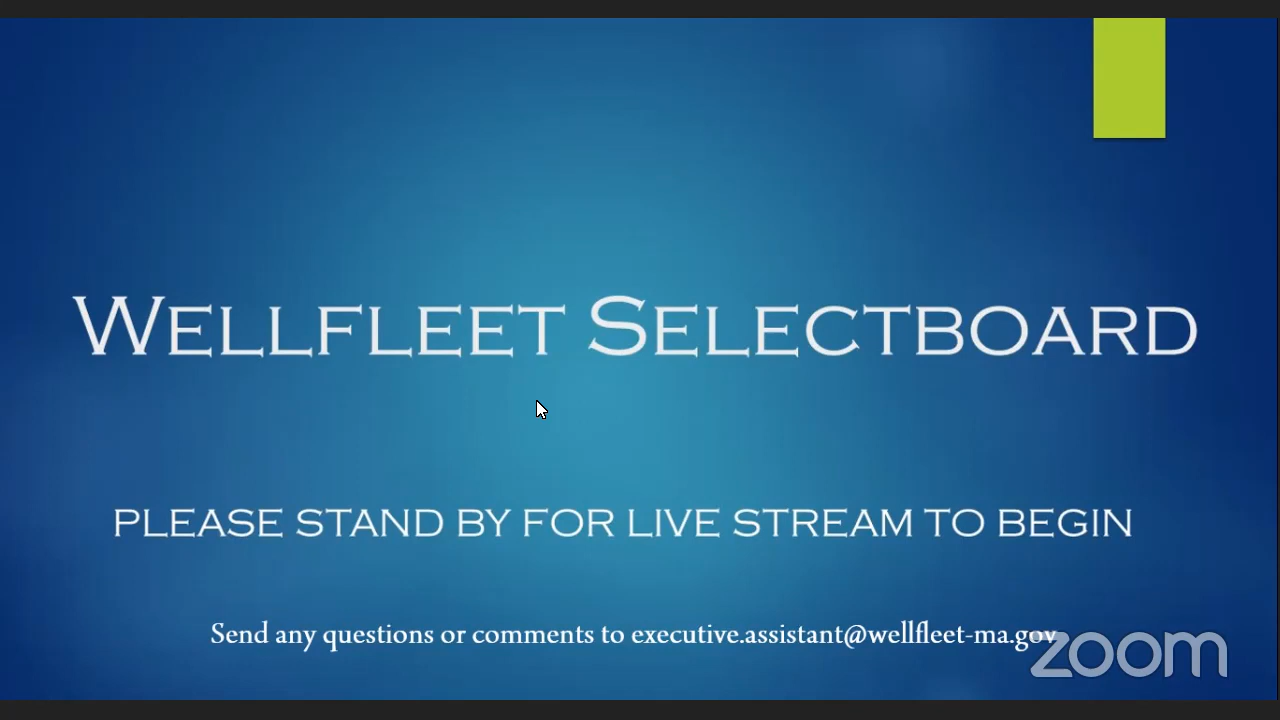 WELLFLEET SELECTBOARD
PLEASE STAND BY FOR LIVE STREAM TO BEGIN
Send any questions or comments to executive.assistant@wellfleet-ma.gov
zoom